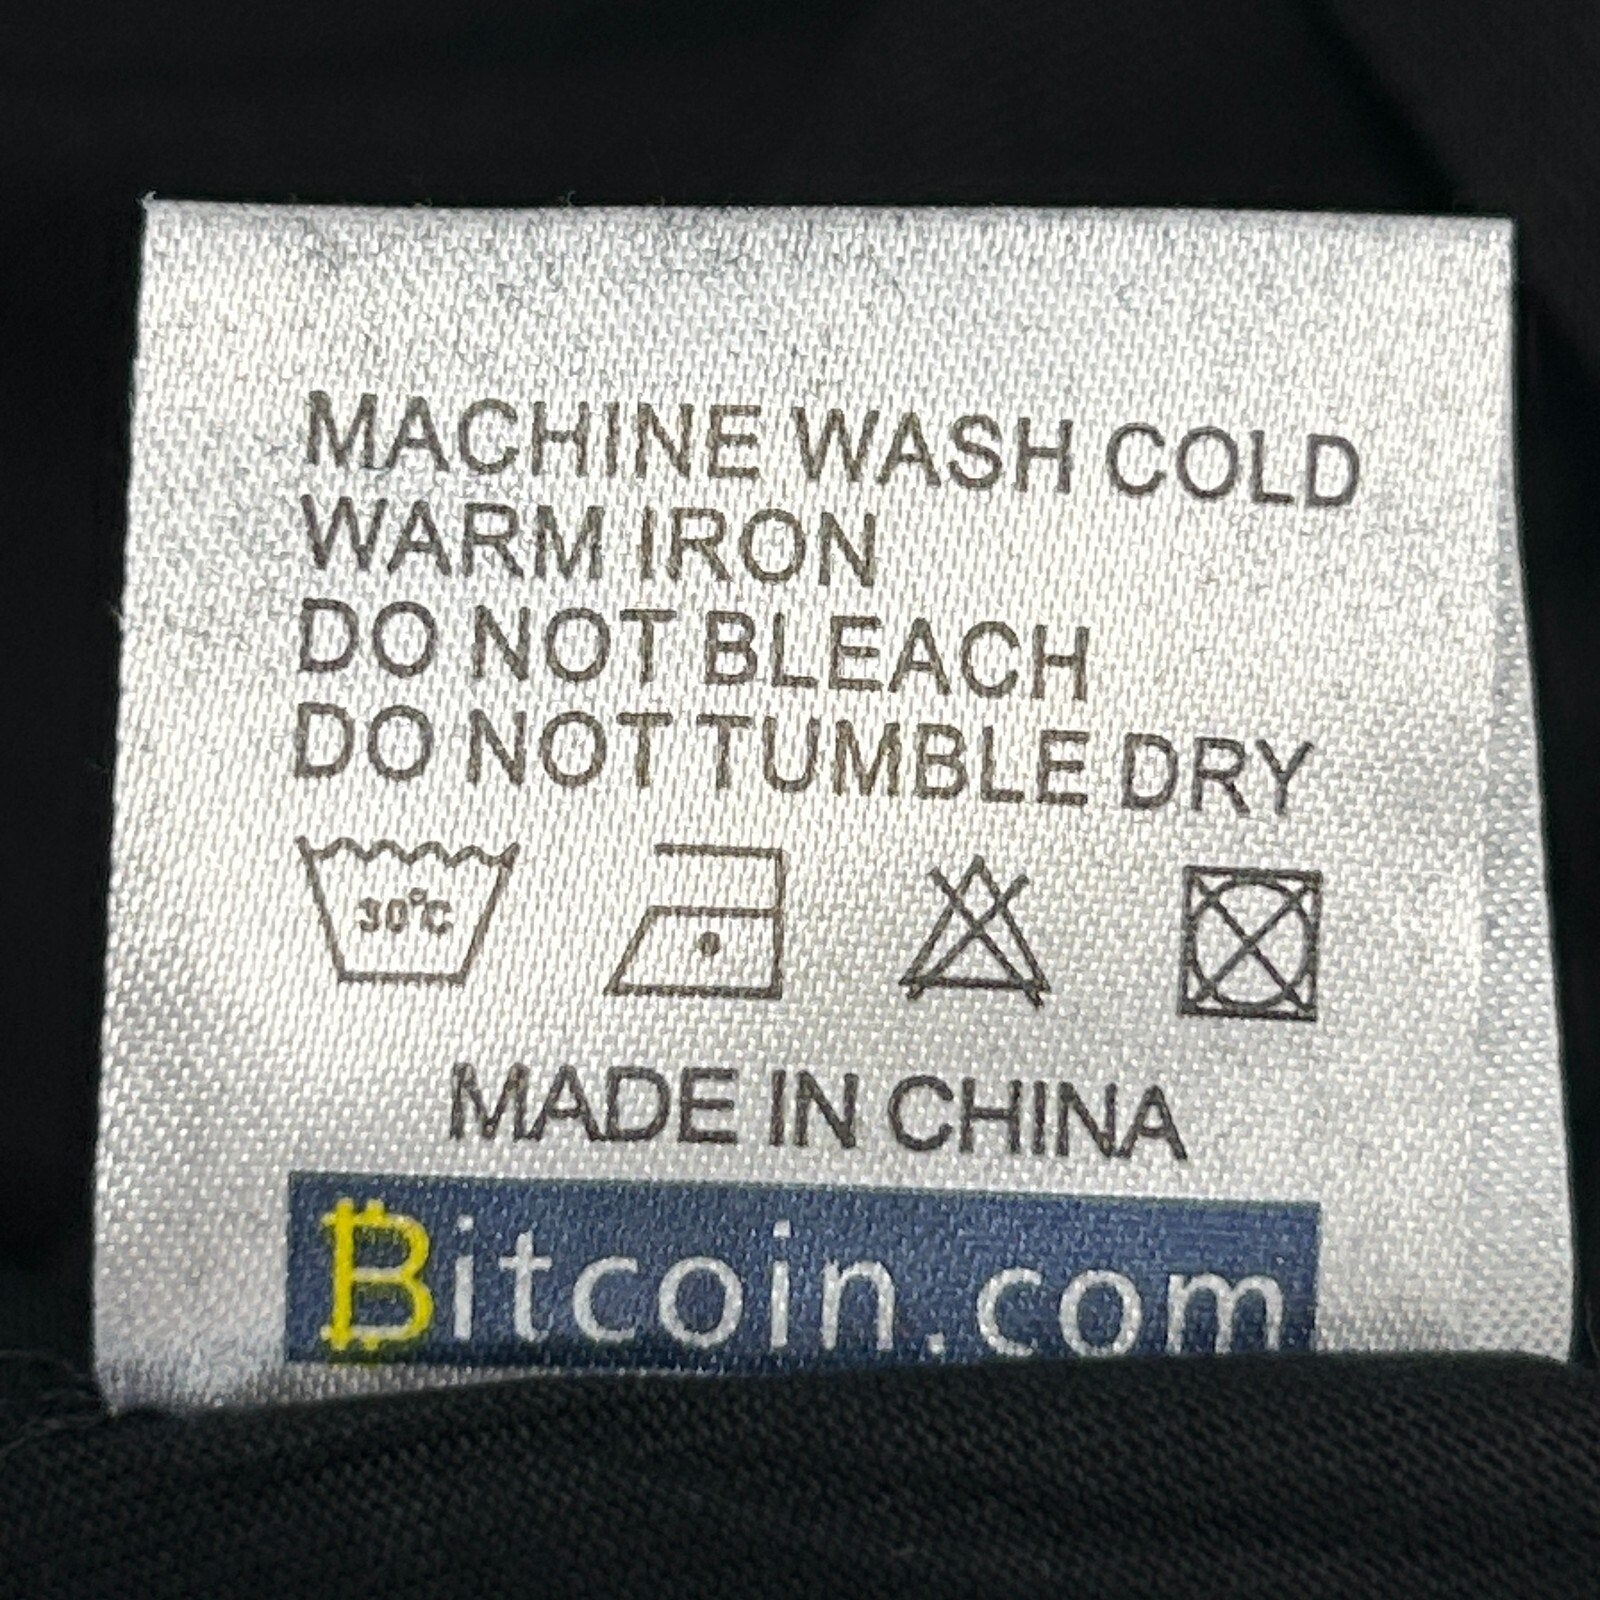 MACHINE WASH COLD
WARM IRON
DO NOT BLEACH
DO NOT TUMBLE DRY
30°C
MADE IN CHINA
Bitcoin.com